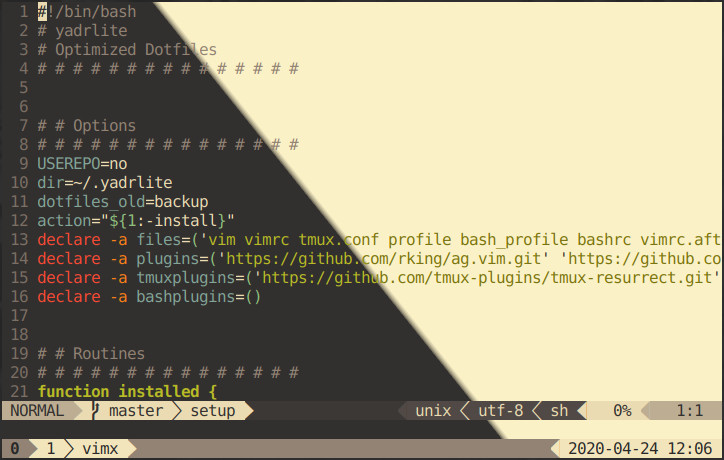 1 #!/bin/bash
2 # yadrlite
3 # Optimized Dotfiles
4 # # # # # # # # # # # # # # #
5
6
7 # # Options
8 # # # # # # # # # # # # # # #
9 USEREPO=no
10 dir=~/.yadrlite
11 dotfiles_old=backup
12 action="${1:-install}"
13 declare -a files=('vim vimrc tmux.conf profile bash_profile bashrc vimrc.aft
14 declare -a plugins=('https://github.com/rking/ag.vim.git' 'https://github.co
15 declare -a tmuxplugins=('https://github.com/tmux-plugins/tmux-resurrect.git'
16 declare -a bashplugins=()
17
18
19 # # Routines
20 # # # # # # # # # # # # # # #
21 function installed {
NORMAL master setup unix utf-8 sh 0% 1:1
0 1 vimx 2020-04-24 12:06